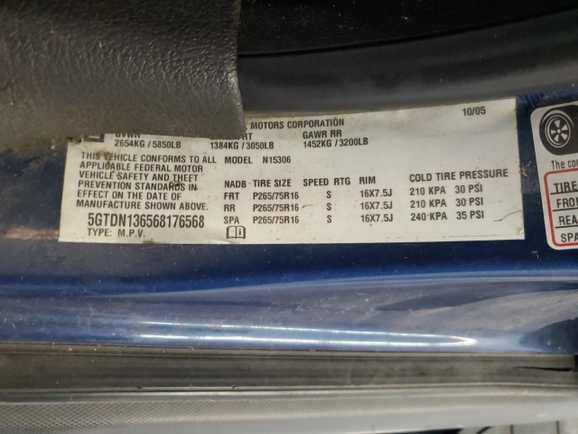 MOTORS CORPORATION 10/05
GVWR GAWR RR
2654KG / 5850LB 1384KG / 3050LB 1452KG / 3200LB
THIS VEHICLE CONFORMS TO ALL
APPLICABLE FEDERAL MOTOR
VEHICLE SAFETY AND THEFT
PREVENTION STANDARDS IN
EFFECT ON THE DATE OF
MANUFACTURE SHOWN ABOVE.
5GTDN136568176568
TYPE: M.P.V.
MODEL N15306
NADB TIRE SIZE SPEED RTG RIM COLD TIRE PRESSURE
FRT P265/75R16 S 16X7.5J 210 KPA 30 PSI
RR P265/75R16 S 16X7.5J 210 KPA 30 PSI
SPA P265/75R16 S 16X7.5J 240 KPA 35 PSI
The co
TIRE
FRO
REA
SPA